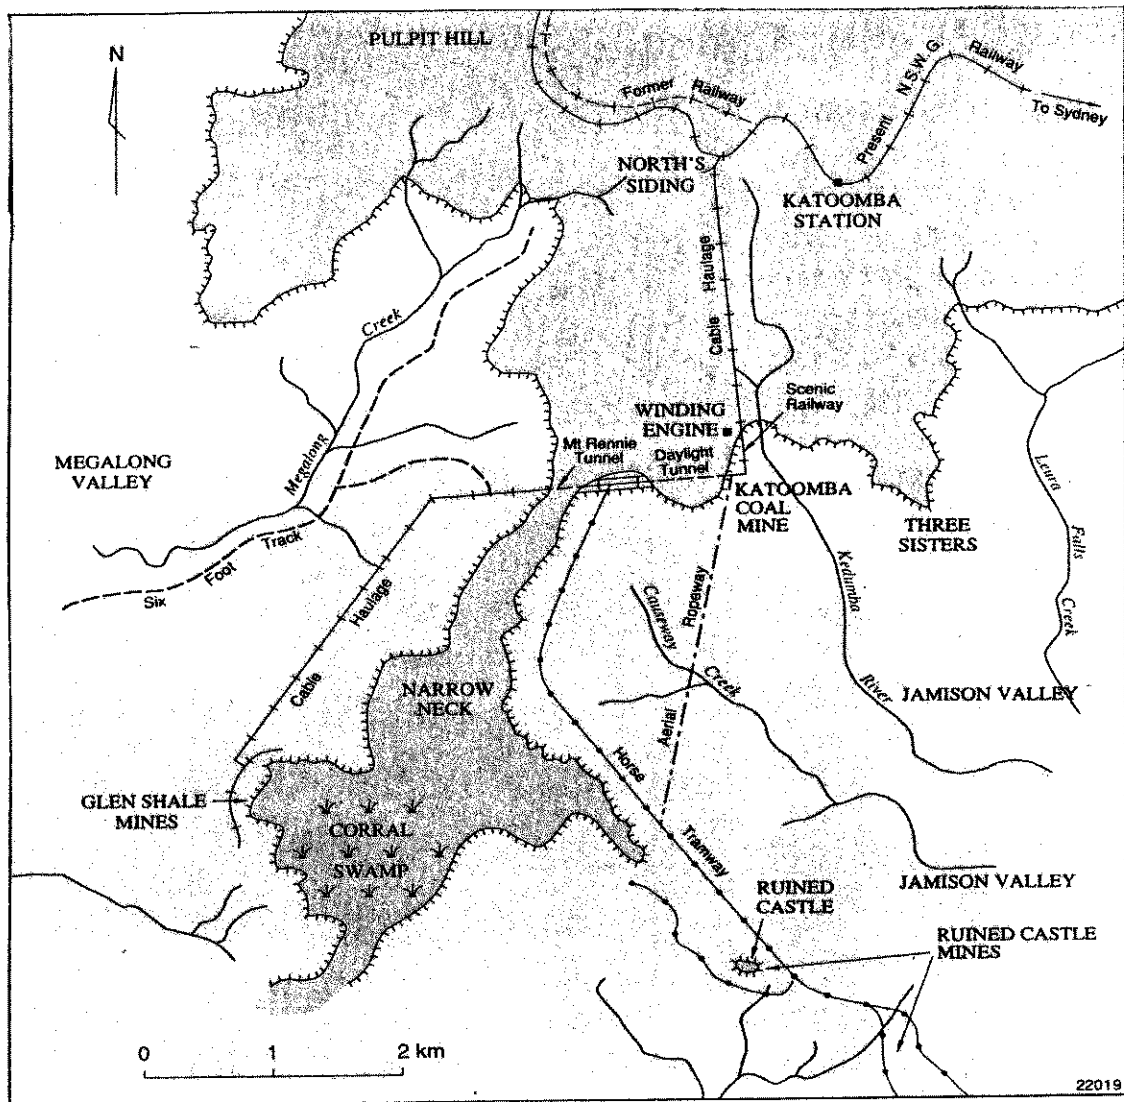 N
PULPIT HILL
Former Railway
Present N.S.W.G. Railway
To Sydney
NORTH'S
SIDING
KATOOMBA
STATION
Cable Haulage
Megalong Creek
Scenic
Railway
WINDING
ENGINE
Mt Rennie
Tunnel
Daylight
Tunnel
MEGALONG
VALLEY
KATOOMBA
COAL
MINE
THREE
SISTERS
Leura Falls Creek
Six Foot Track
Cable Haulage
Aerial Ropeway
Causeway Creek
Kedumba River
NARROW
NECK
JAMISON VALLEY
Horse Tramway
GLEN SHALE
MINES
CORRAL
SWAMP
JAMISON VALLEY
RUINED
CASTLE
RUINED CASTLE
MINES
0 1 2 km
22019